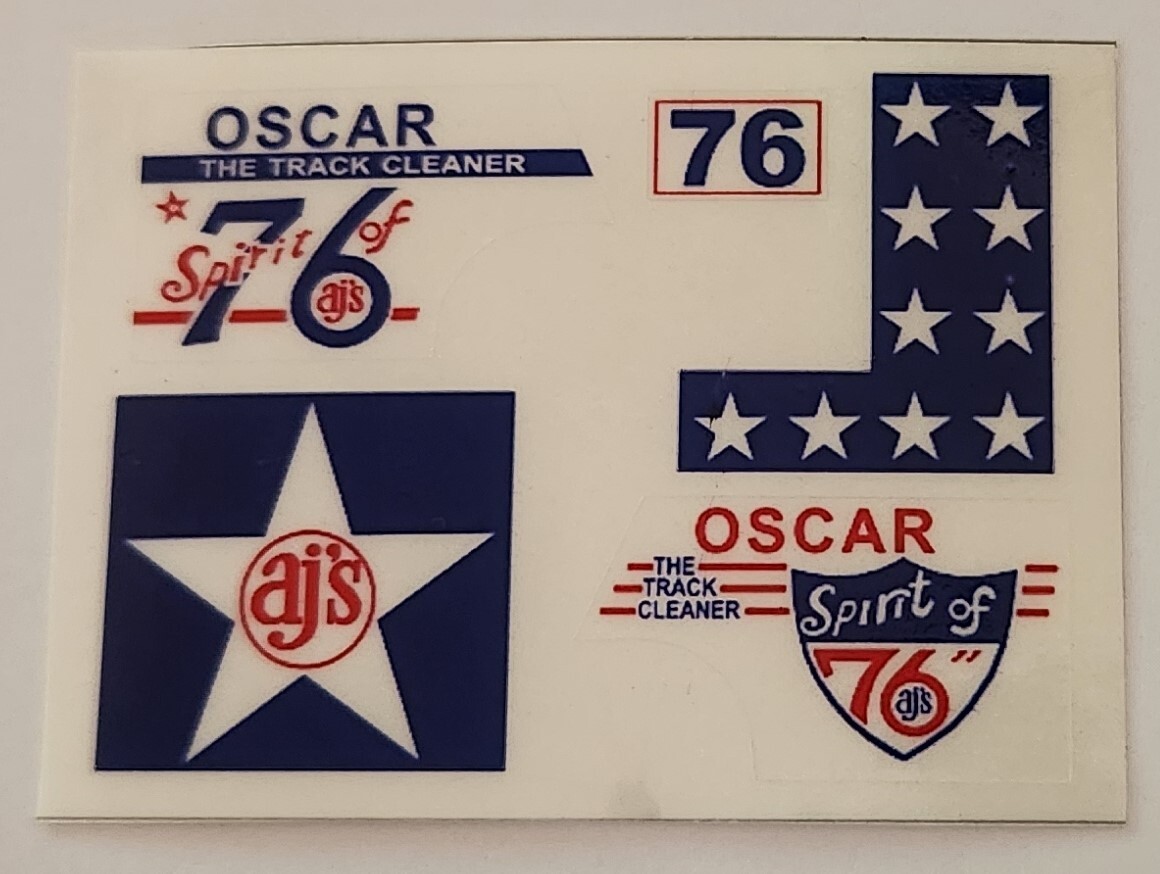 OSCAR
THE TRACK CLEANER
Spirit of
76
aj's
76
aj's
OSCAR
THE
TRACK
CLEANER
Spirit of
76"
aj's